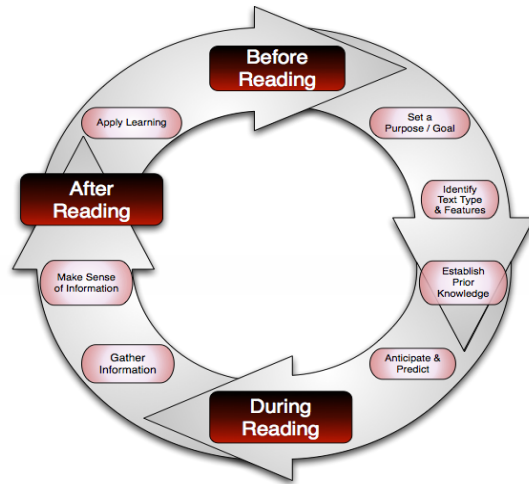 Before
Reading
Set a
Purpose / Goal
Identify
Text Type
& Features
Establish
Prior
Knowledge
Anticipate &
Predict
During
Reading
Gather
Information
Make Sense
of Information
After
Reading
Apply Learning